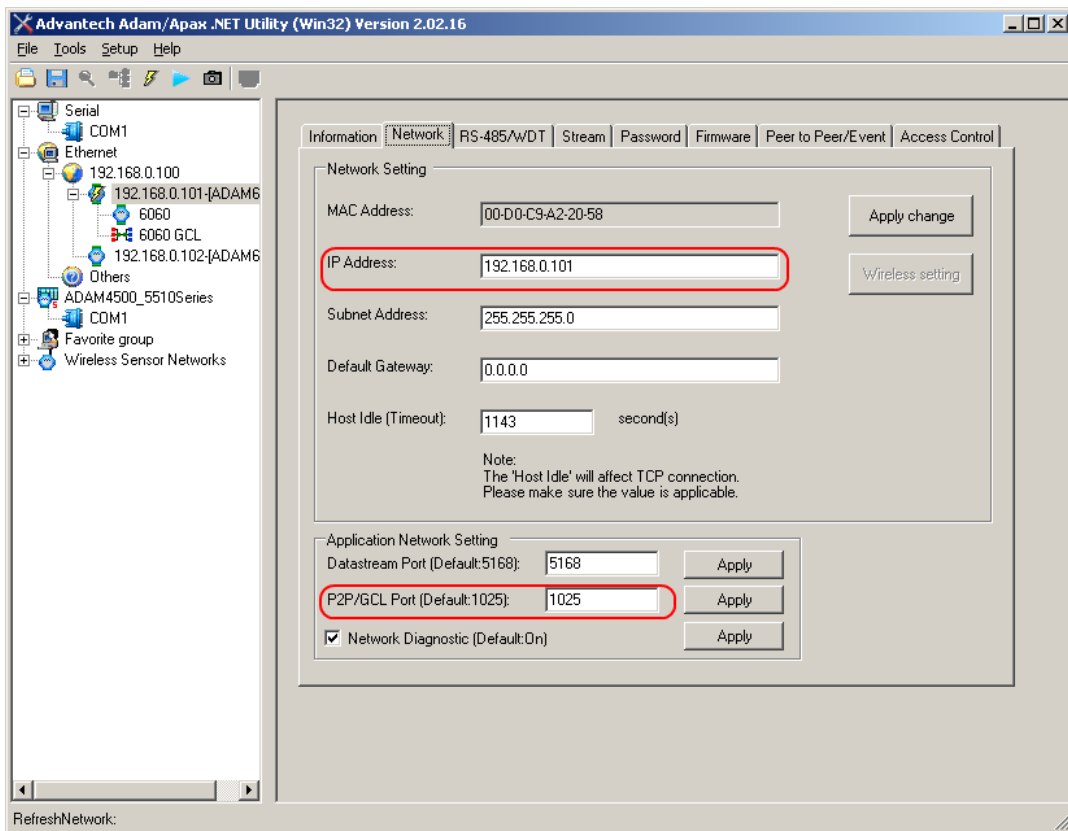 Advantech Adam/Apax .NET Utility (Win32) Version 2.02.16
File Tools Setup Help
Serial
COM1
Ethernet
192.168.0.100
192.168.0.101-[ADAM6
6060
6060 GCL
192.168.0.102-[ADAM6
Others
ADAM4500_5510Series
COM1
Favorite group
Wireless Sensor Networks
Information Network RS-485/WDT Stream Password Firmware Peer to Peer/Event Access Control
Network Setting
MAC Address: 00-D0-C9-A2-20-58 Apply change
IP Address: 192.168.0.101 Wireless setting
Subnet Address: 255.255.255.0
Default Gateway: 0.0.0.0
Host Idle (Timeout): 1143 second(s)
Note:
The 'Host Idle' will affect TCP connection.
Please make sure the value is applicable.
Application Network Setting
Datastream Port (Default:5168): 5168 Apply
P2P/GCL Port (Default:1025): 1025 Apply
Network Diagnostic (Default:On) Apply
RefreshNetwork: